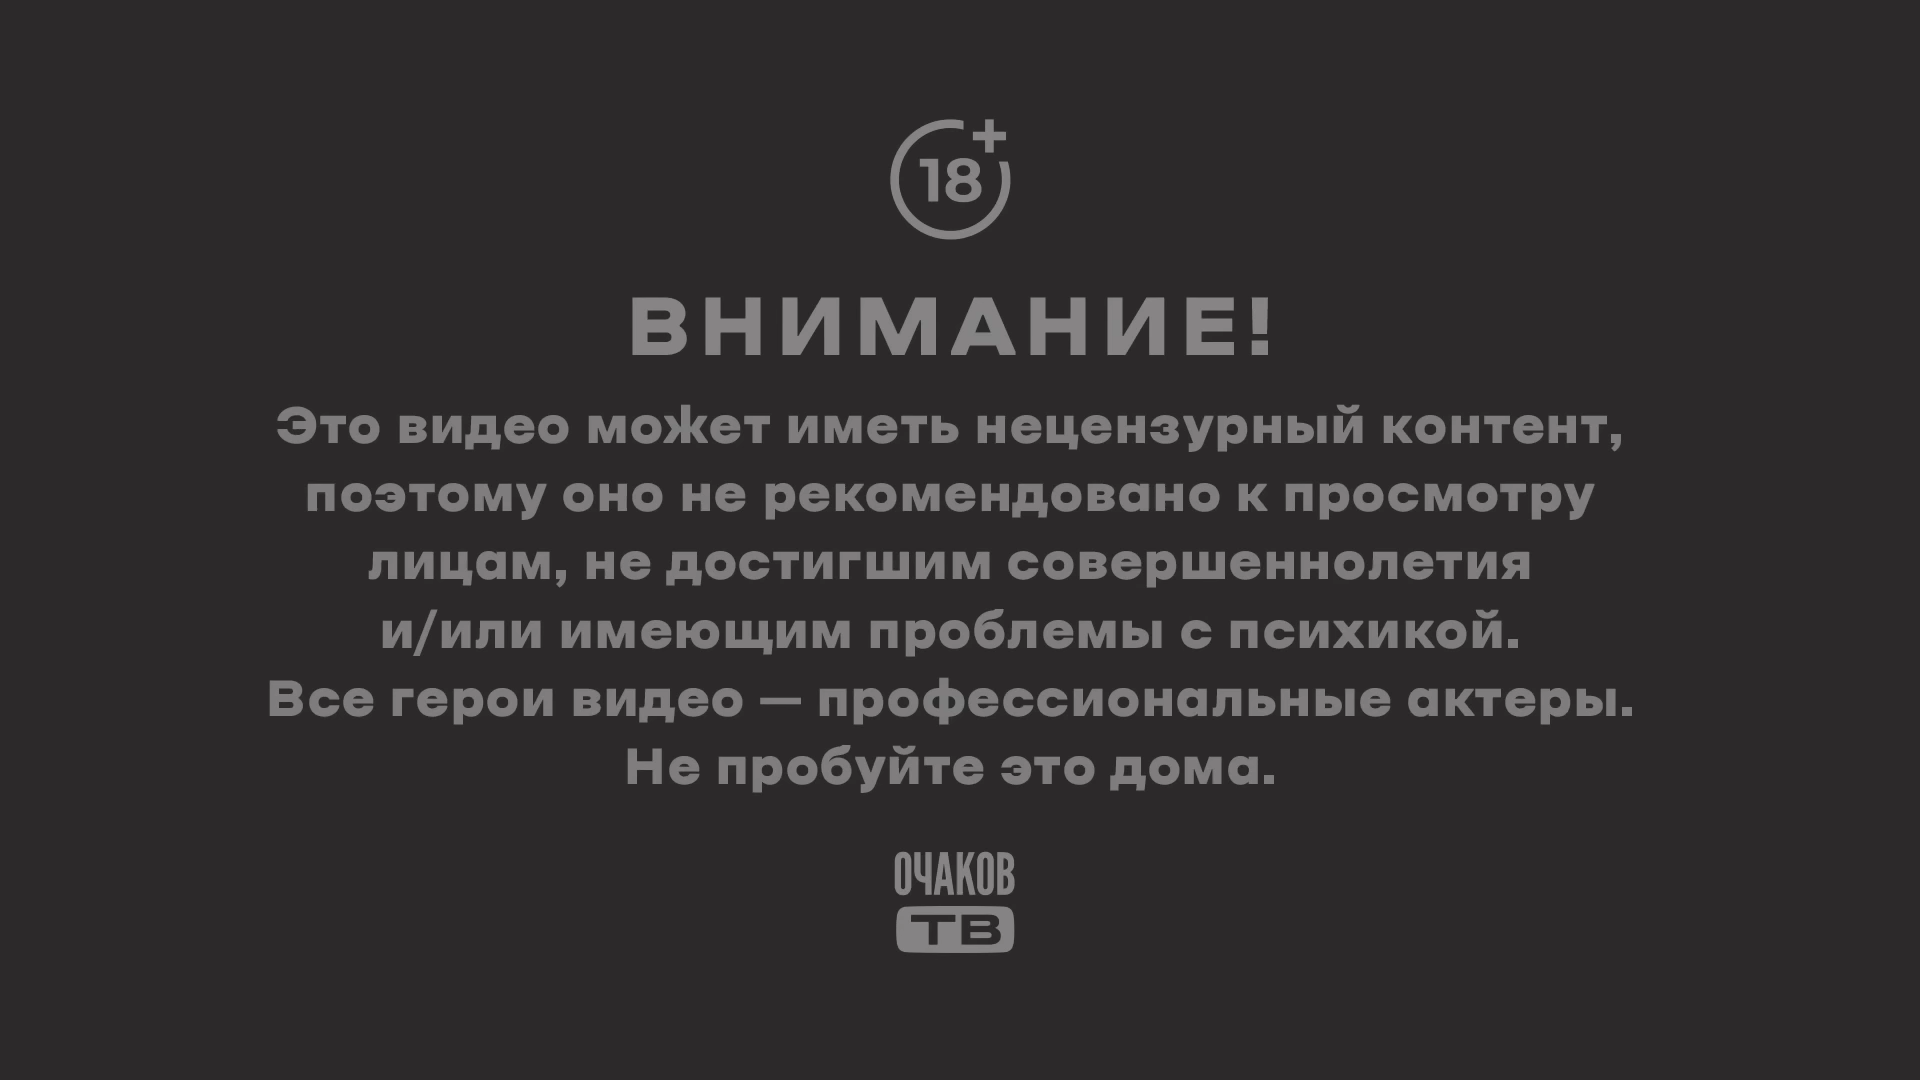 18+
ВНИМАНИЕ!
Это видео может иметь нецензурный контент,
поэтому оно не рекомендовано к просмотру
лицам, не достигшим совершеннолетия
и/или имеющим проблемы с психикой.
Все герои видео — профессиональные актеры.
Не пробуйте это дома.
ОЧАКОВ
ТВ